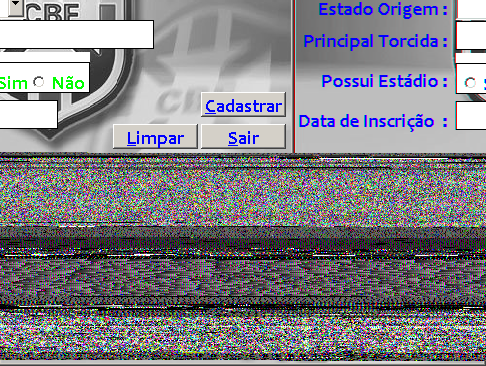 CBF
Estado Origem :
Principal Torcida :
Sim Não
Possui Estádio :
Cadastrar
Data de Inscrição :
Limpar Sair